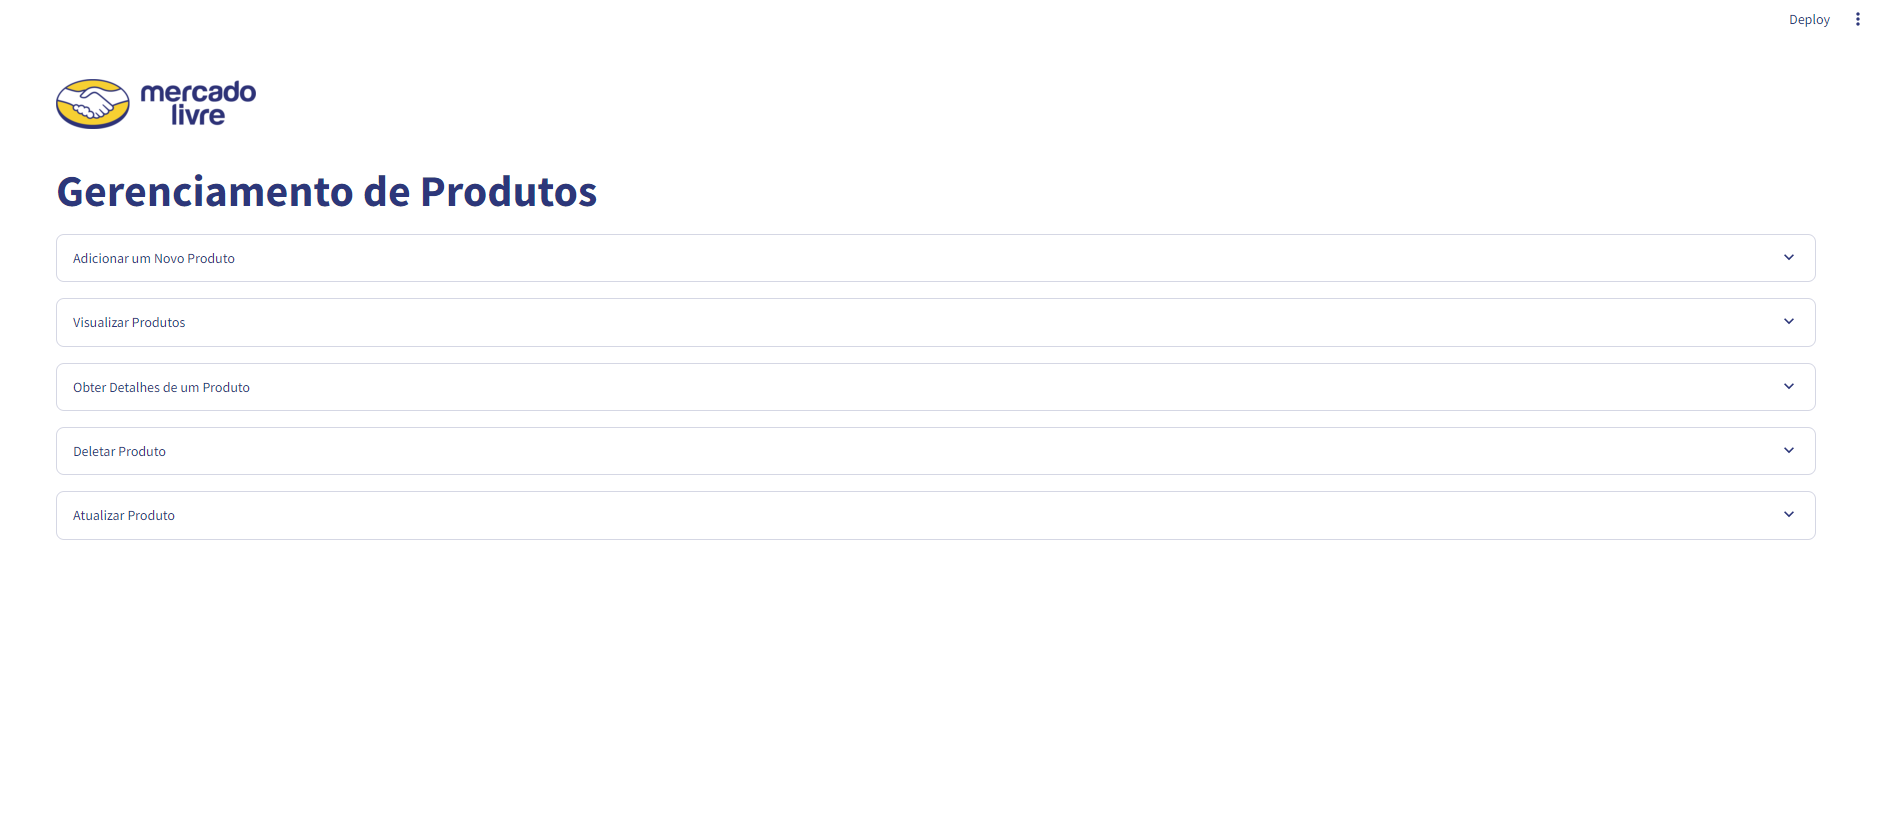 Deploy
mercado
livre
Gerenciamento de Produtos
Adicionar um Novo Produto
Visualizar Produtos
Obter Detalhes de um Produto
Deletar Produto
Atualizar Produto